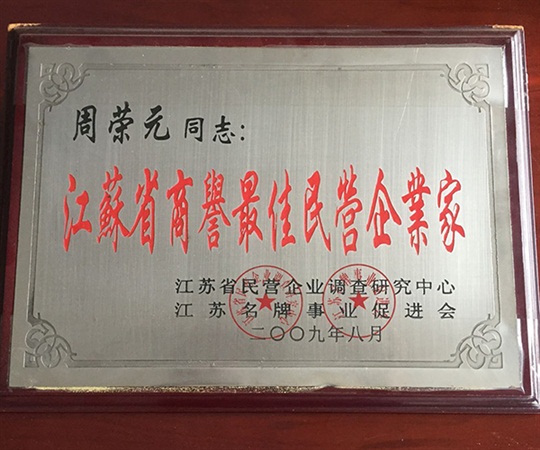 周荣元同志：
江蘇省商譽最佳民营企業家
江苏省民营企业调查研究中心
江苏名牌事业促进会
二〇〇九年八月